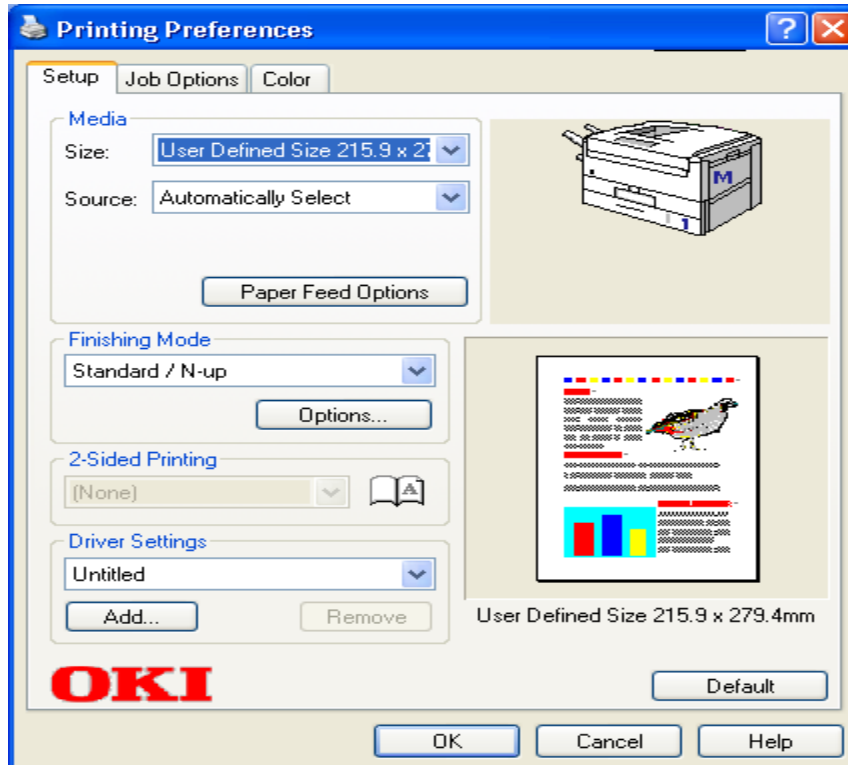 Printing Preferences
Setup
Job Options
Color
Media
Size:
User Defined Size 215.9 x 27
Source:
Automatically Select
Paper Feed Options
M
1
Finishing Mode
Standard / N-up
Options...
2-Sided Printing
(None)
A
Driver Settings
Untitled
Add...
Remove
User Defined Size 215.9 x 279.4mm
OKI
Default
OK
Cancel
Help